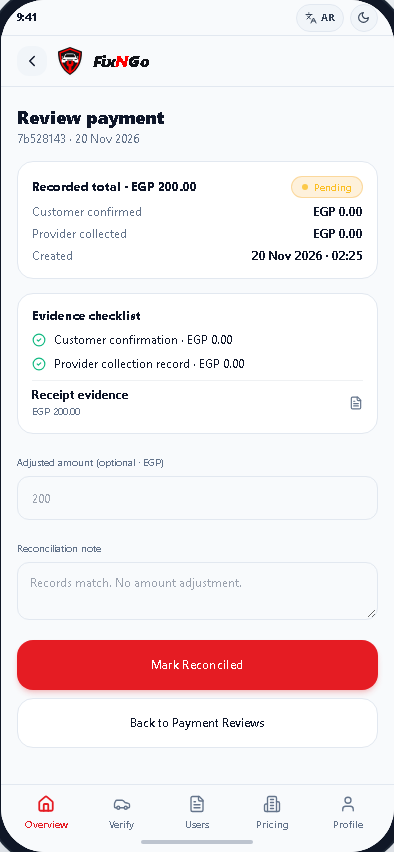 9:41
AR
FixNGo
Review payment
7b528143 · 20 Nov 2026
Recorded total · EGP 200.00
Pending
Customer confirmed
EGP 0.00
Provider collected
EGP 0.00
Created
20 Nov 2026 · 02:25
Evidence checklist
Customer confirmation · EGP 0.00
Provider collection record · EGP 0.00
Receipt evidence
EGP 200.00
Adjusted amount (optional · EGP)
200
Reconciliation note
Records match. No amount adjustment.
Mark Reconciled
Back to Payment Reviews
Overview
Verify
Users
Pricing
Profile